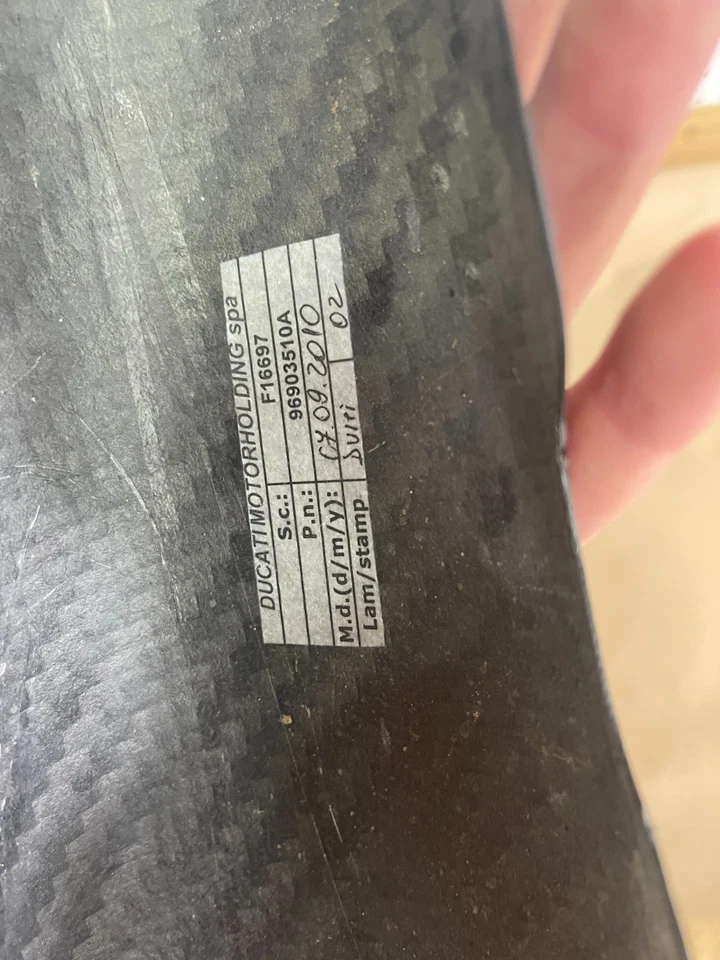 DUCATIMOTORHOLDING spa
S.c.: F16697
P.n.: 96903510A
M.d.(d/m/y): 07.09.2010
Lam/stamp 02